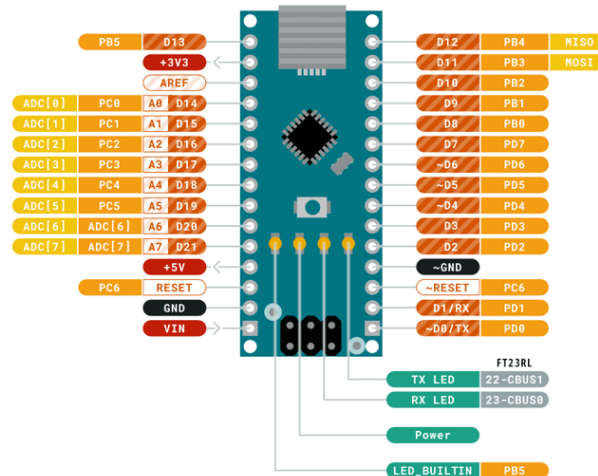 PB5 D13 D12 PB4 MISO
+3V3 D11 PB3 MOSI
AREF D10 PB2
ADC[0] PC0 A0 D14 D9 PB1
ADC[1] PC1 A1 D15 D8 PB0
ADC[2] PC2 A2 D16 D7 PD7
ADC[3] PC3 A3 D17 ~D6 PD6
ADC[4] PC4 A4 D18 ~D5 PD5
ADC[5] PC5 A5 D19 ~D4 PD4
ADC[6] ADC[6] A6 D20 D3 PD3
ADC[7] ADC[7] A7 D21 D2 PD2
+5V ~GND
PC6 RESET ~RESET PC6
GND D1/RX PD1
VIN ~D0/TX PD0
FT23RL
TX LED 22-CBUS1
RX LED 23-CBUS0
Power
LED_BUILTIN PB5